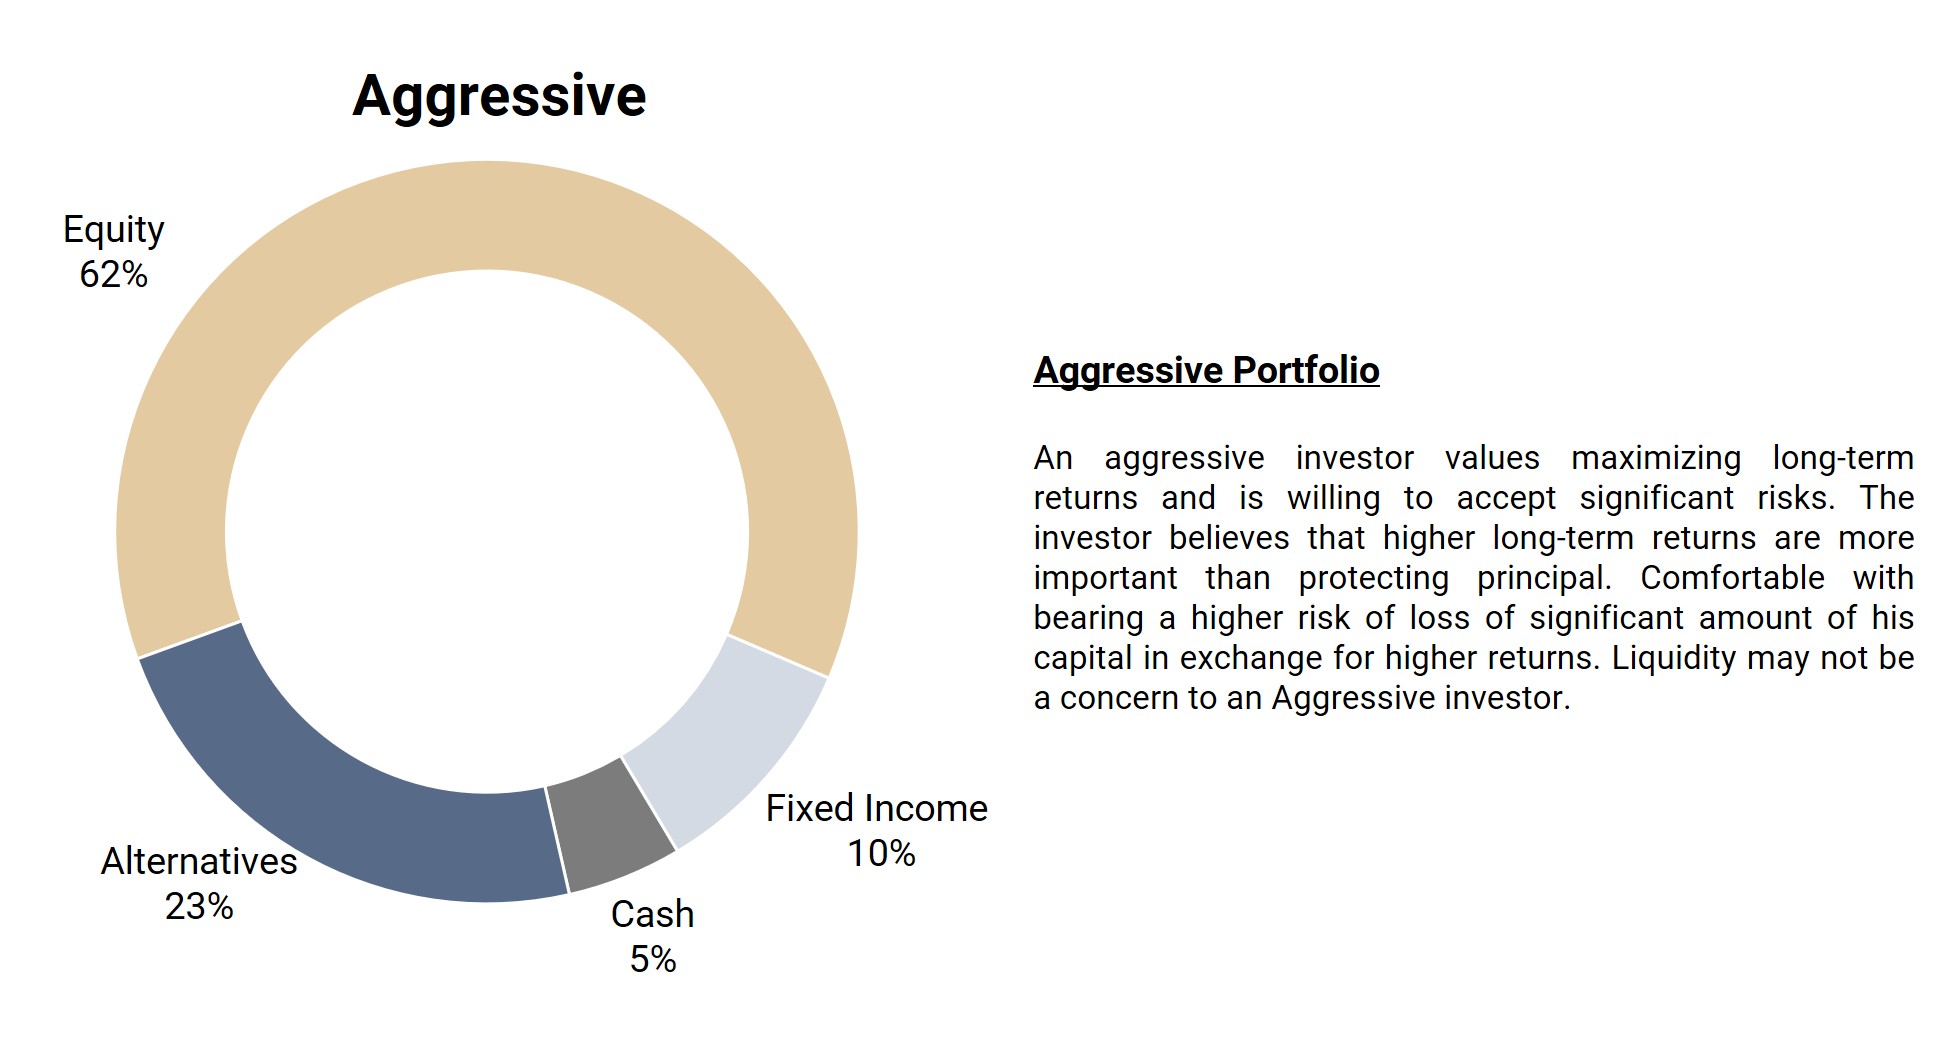 Aggressive
Equity
62%
Alternatives
23%
Cash
5%
Fixed Income
10%
Aggressive Portfolio
An aggressive investor values maximizing long-term
returns and is willing to accept significant risks. The
investor believes that higher long-term returns are more
important than protecting principal. Comfortable with
bearing a higher risk of loss of significant amount of his
capital in exchange for higher returns. Liquidity may not be
a concern to an Aggressive investor.